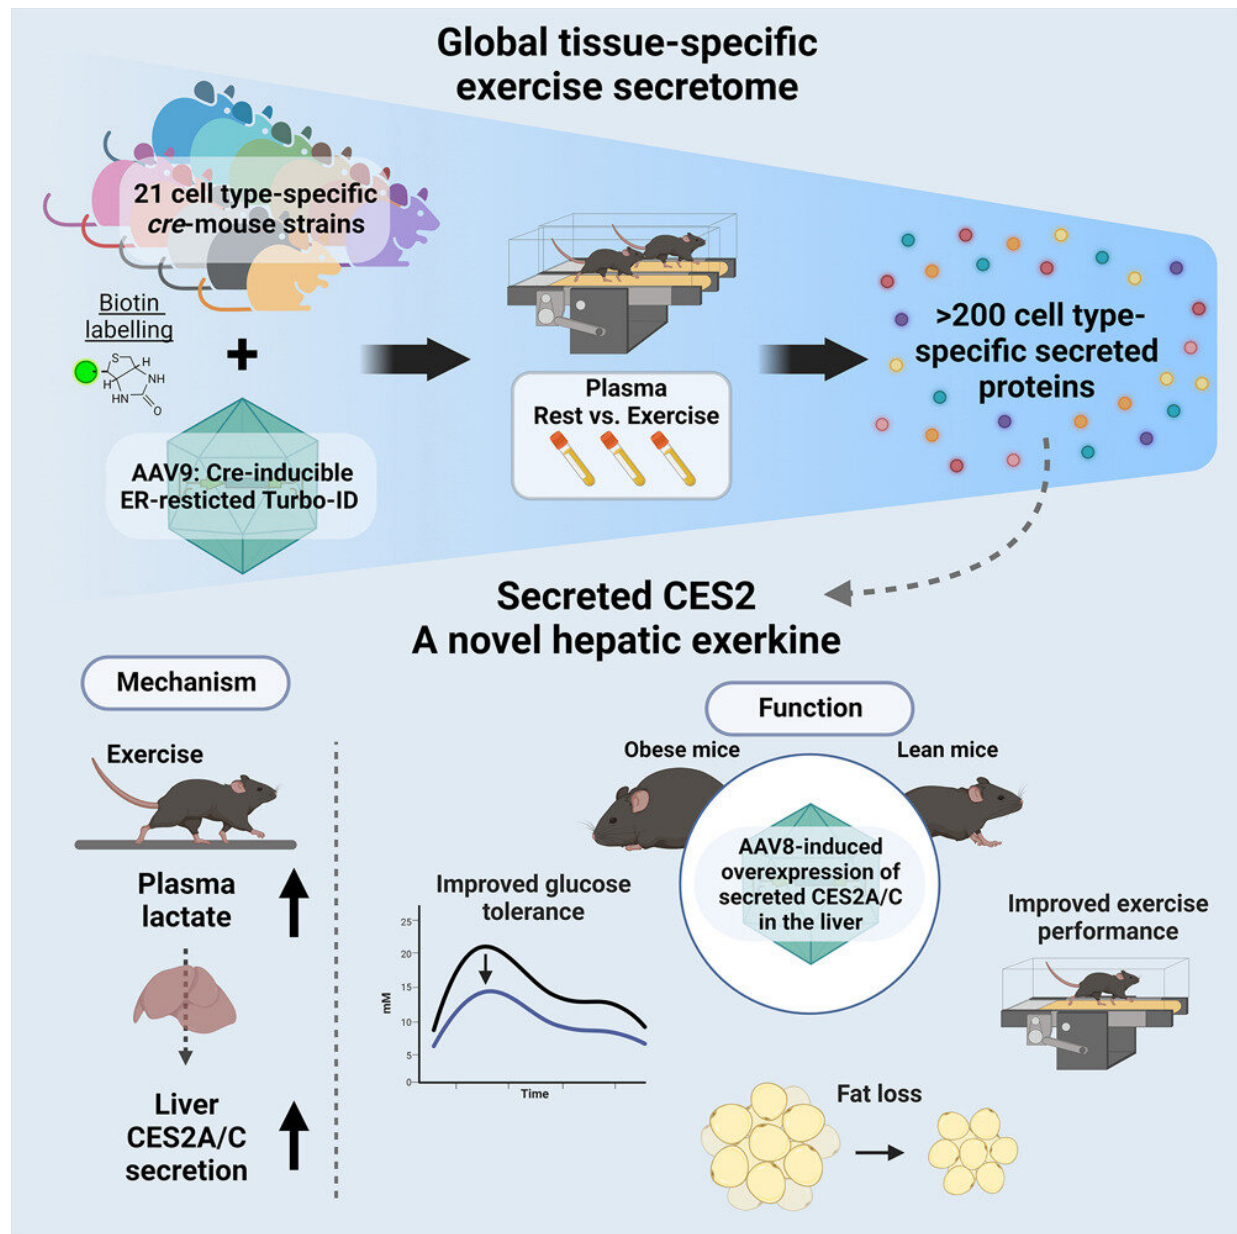 Global tissue-specific
exercise secretome
21 cell type-specific
cre-mouse strains
Biotin
labelling
S
H
H
NH
HN
O
+
AAV9: Cre-inducible
ER-resticted Turbo-ID
Plasma
Rest vs. Exercise
>200 cell type-
specific secreted
proteins
Secreted CES2
A novel hepatic exerkine
Mechanism
Exercise
Plasma
lactate
Liver
CES2A/C
secretion
Function
Obese mice
Lean mice
AAV8-induced
overexpression of
secreted CES2A/C
in the liver
Improved glucose
tolerance
25
20
15
10
5
0
mM
Time
Improved exercise
performance
Fat loss